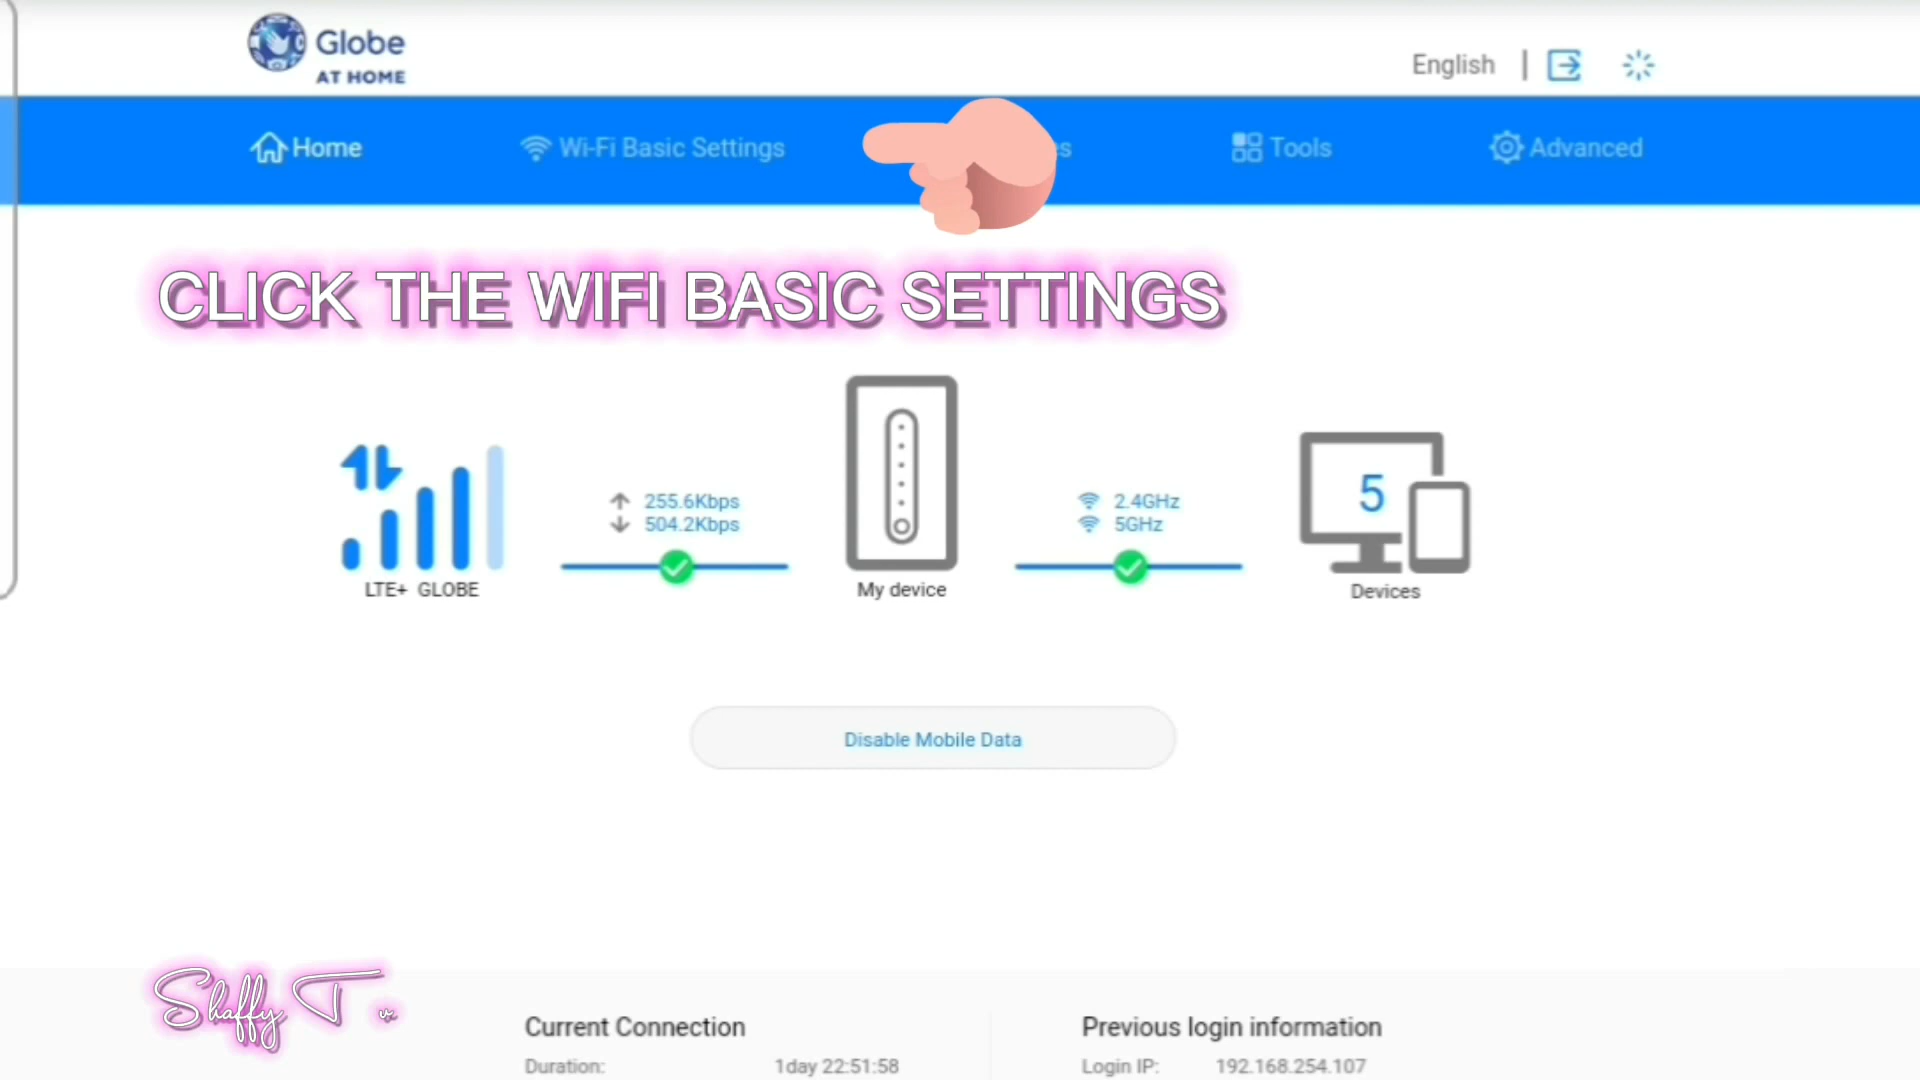 Globe
AT HOME
English |
Home
Wi-Fi Basic Settings
Tools
Advanced
CLICK THE WIFI BASIC SETTINGS
255.6Kbps
504.2Kbps
2.4GHz
5GHz
5
LTE+ GLOBE
My device
Devices
Disable Mobile Data
Shaffy Tv
Current Connection
Previous login information
Duration: 1day 22:51:58
Login IP: 192.168.254.107